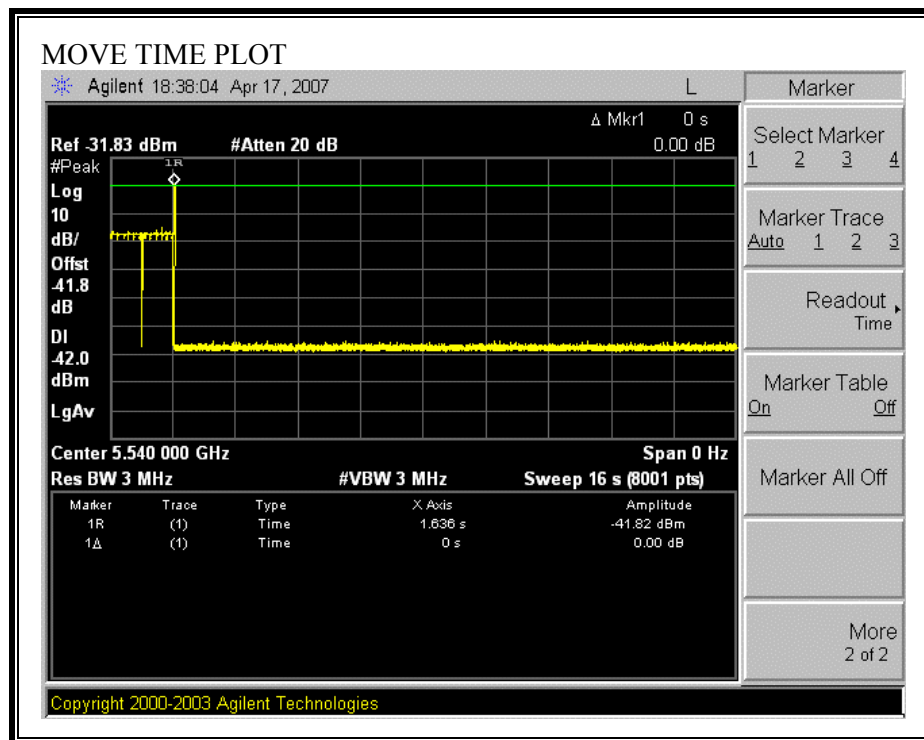 MOVE TIME PLOT
Agilent 18:38:04 Apr 17, 2007 L
Δ Mkr1 0 s
Ref -31.83 dBm #Atten 20 dB 0.00 dB
#Peak
Log
10
dB/
Offst
-41.8
dB
DI
-42.0
dBm
LgAv
1R
Center 5.540 000 GHz Span 0 Hz
Res BW 3 MHz #VBW 3 MHz Sweep 16 s (8001 pts)
Marker Trace Type X Axis Amplitude
1R (1) Time 1.636 s -41.82 dBm
1Δ (1) Time 0 s 0.00 dB
Copyright 2000-2003 Agilent Technologies
Marker
Select Marker
1 2 3 4
Marker Trace
Auto 1 2 3
Readout
Time
Marker Table
On Off
Marker All Off
More
2 of 2